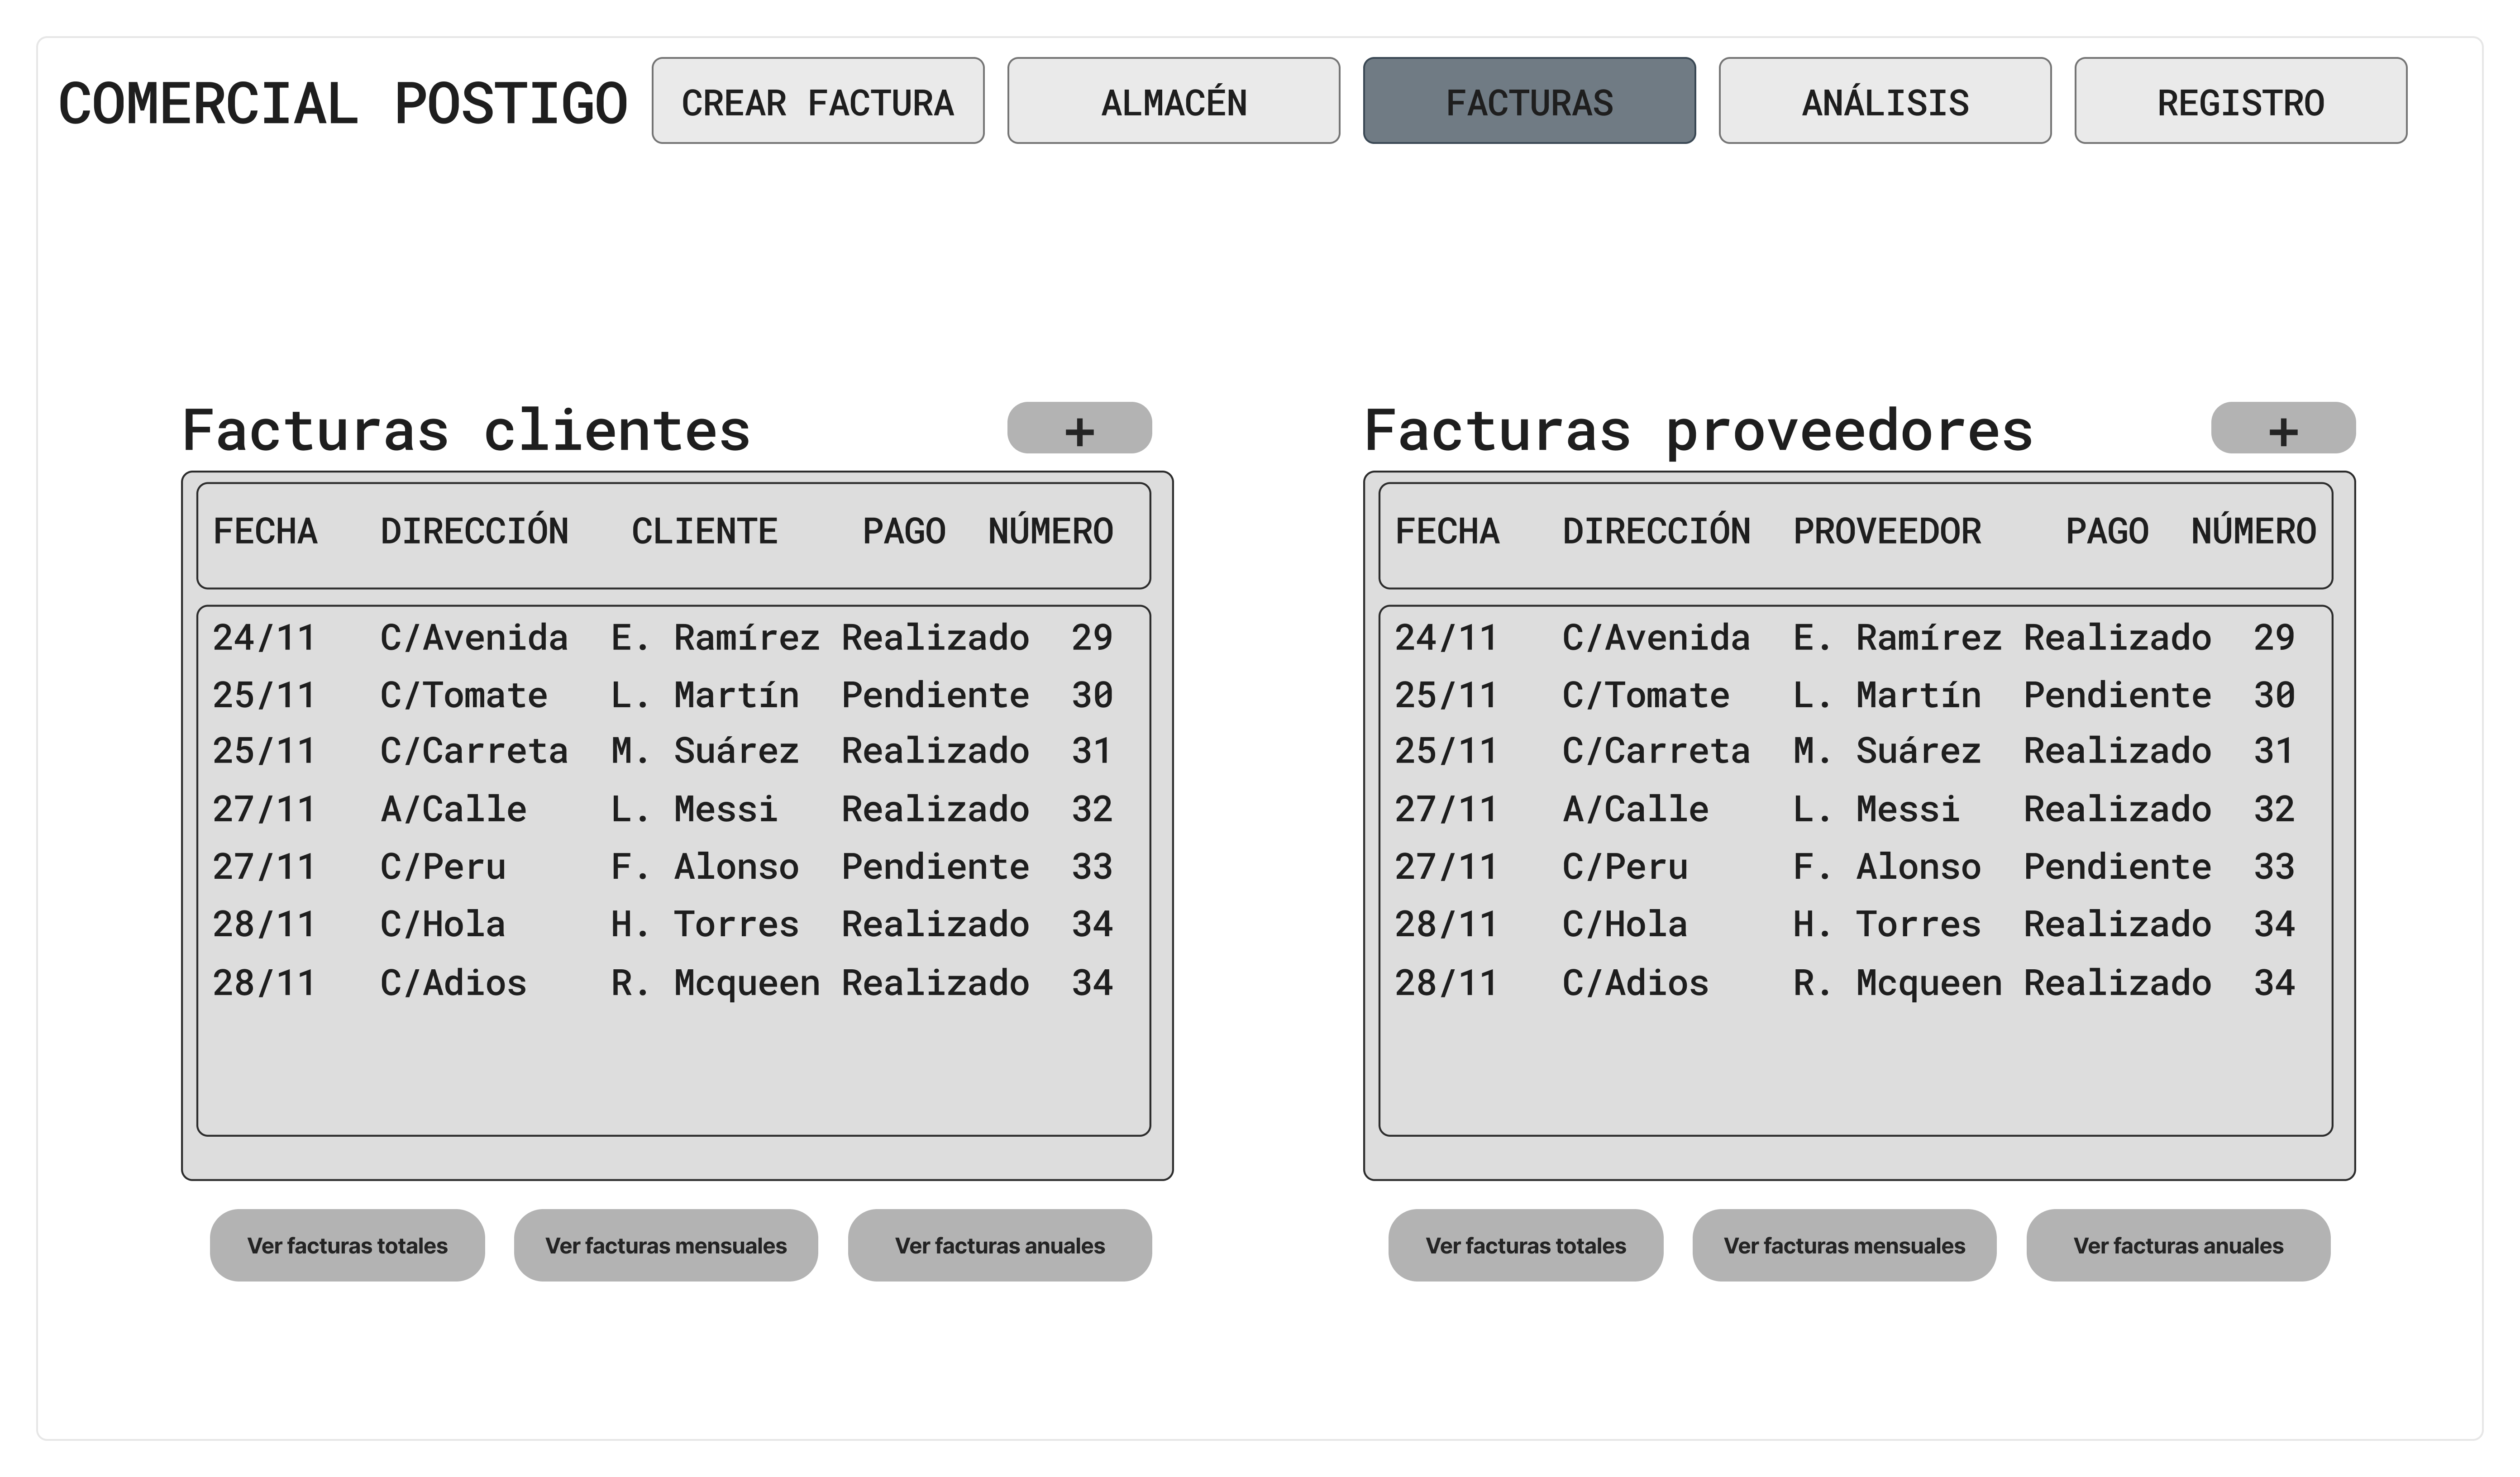 COMERCIAL POSTIGO CREAR FACTURA ALMACÉN FACTURAS ANÁLISIS REGISTRO
Facturas clientes +
FECHA DIRECCIÓN CLIENTE PAGO NÚMERO
24/11 C/Avenida E. Ramírez Realizado 29
25/11 C/Tomate L. Martín Pendiente 30
25/11 C/Carreta M. Suárez Realizado 31
27/11 A/Calle L. Messi Realizado 32
27/11 C/Peru F. Alonso Pendiente 33
28/11 C/Hola H. Torres Realizado 34
28/11 C/Adios R. Mcqueen Realizado 34
Ver facturas totales Ver facturas mensuales Ver facturas anuales
Facturas proveedores +
FECHA DIRECCIÓN PROVEEDOR PAGO NÚMERO
24/11 C/Avenida E. Ramírez Realizado 29
25/11 C/Tomate L. Martín Pendiente 30
25/11 C/Carreta M. Suárez Realizado 31
27/11 A/Calle L. Messi Realizado 32
27/11 C/Peru F. Alonso Pendiente 33
28/11 C/Hola H. Torres Realizado 34
28/11 C/Adios R. Mcqueen Realizado 34
Ver facturas totales Ver facturas mensuales Ver facturas anuales